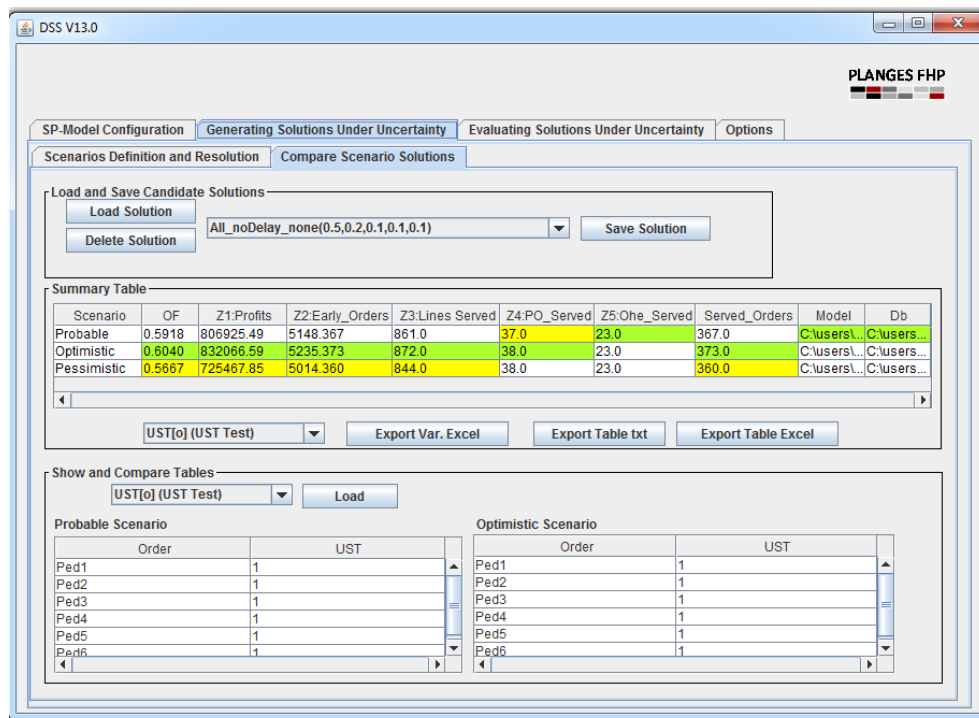 DSS V13.0
PLANGES FHP
SP-Model Configuration Generating Solutions Under Uncertainty Evaluating Solutions Under Uncertainty Options
Scenarios Definition and Resolution Compare Scenario Solutions
Load and Save Candidate Solutions
Load Solution
All_noDelay_none(0.5,0.2,0.1,0.1,0.1) Save Solution
Delete Solution
Summary Table
Scenario OF Z1:Profits Z2:Early_Orders Z3:Lines Served Z4:PO_Served Z5:Ohe_Served Served_Orders Model Db
Probable 0.5918 806925.49 5148.367 861.0 37.0 23.0 367.0 C:\users\... C:\users...
Optimistic 0.6040 832066.59 5235.373 872.0 38.0 23.0 373.0 C:\users\... C:\users...
Pessimistic 0.5667 725467.85 5014.360 844.0 38.0 23.0 360.0 C:\users\... C:\users...
UST[o] (UST Test) Export Var. Excel Export Table txt Export Table Excel
Show and Compare Tables
UST[o] (UST Test) Load
Probable Scenario Optimistic Scenario
Order UST Order UST
Ped1 1 Ped1 1
Ped2 1 Ped2 1
Ped3 1 Ped3 1
Ped4 1 Ped4 1
Ped5 1 Ped5 1
Ped6 1 Ped6 1